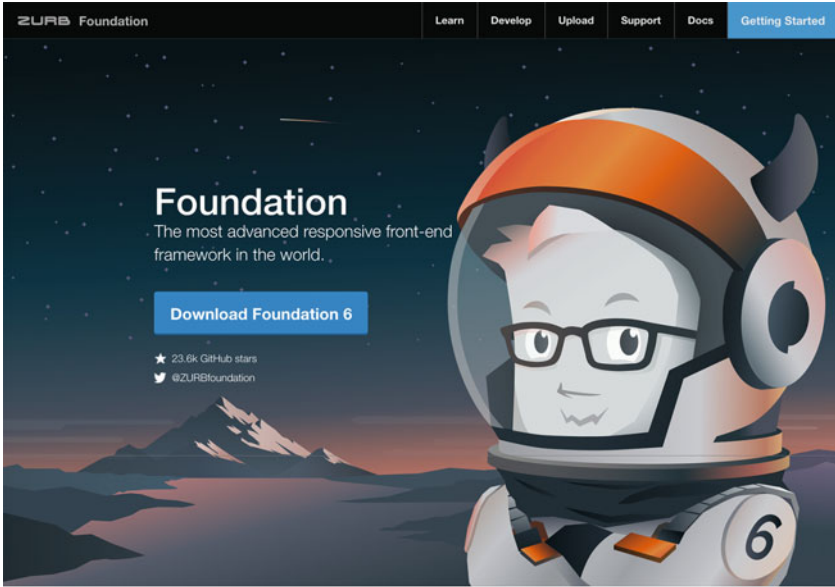 ZURB Foundation
Learn
Develop
Upload
Support
Docs
Getting Started
Foundation
The most advanced responsive front-end
framework in the world.
Download Foundation 6
23.6k GitHub stars
@ZURBfoundation
6